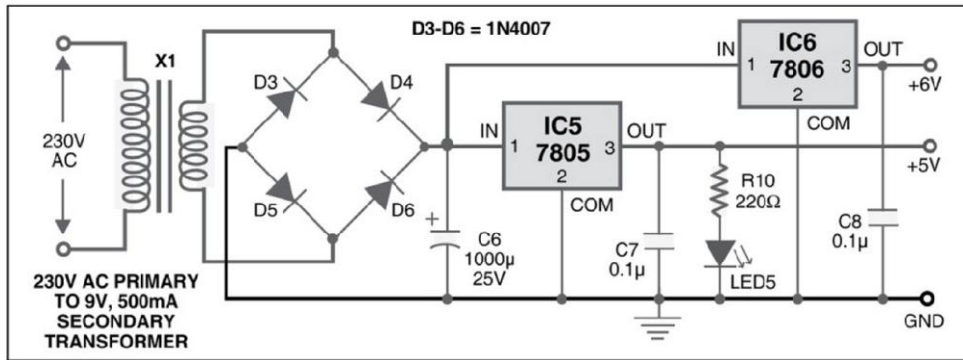 D3-D6 = 1N4007
X1
230V
AC
D3
D4
D5
D6
230V AC PRIMARY
TO 9V, 500mA
SECONDARY
TRANSFORMER
+
C6
1000µ
25V
IN
1
IC5
7805
3
OUT
2
COM
IN
1
IC6
7806
3
OUT
2
COM
C7
0.1µ
R10
220Ω
LED5
C8
0.1µ
+6V
+5V
GND